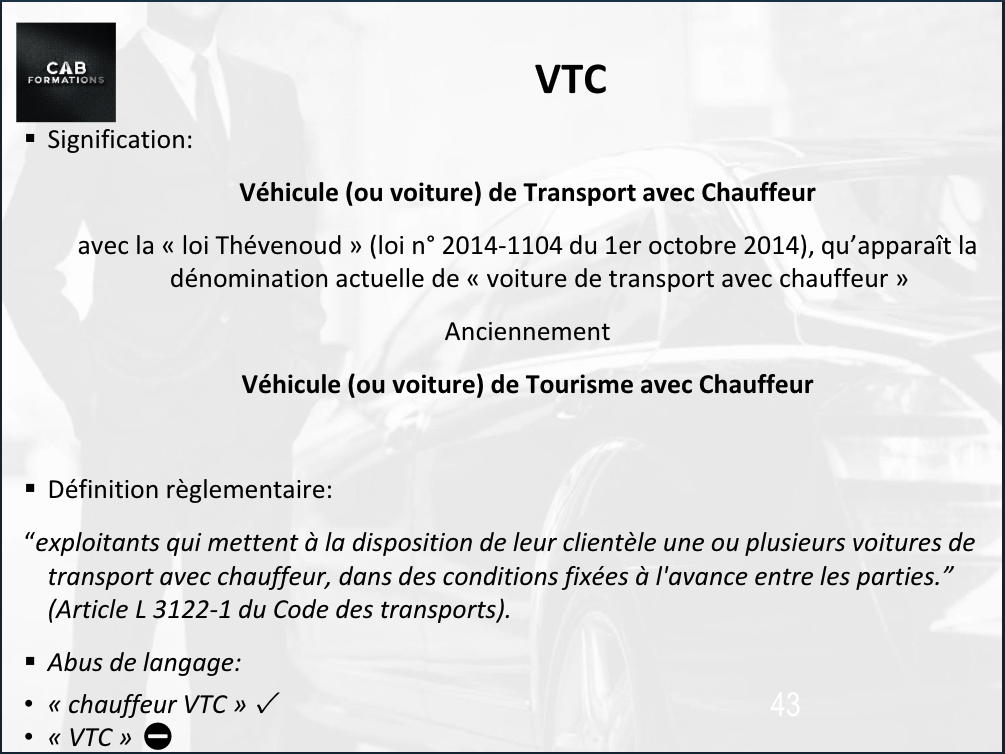 CAB
FORMATIONS
VTC
▪ Signification:
Véhicule (ou voiture) de Transport avec Chauffeur
avec la « loi Thévenoud » (loi n° 2014-1104 du 1er octobre 2014), qu’apparaît la
dénomination actuelle de « voiture de transport avec chauffeur »
Anciennement
Véhicule (ou voiture) de Tourisme avec Chauffeur
▪ Définition règlementaire:
“exploitants qui mettent à la disposition de leur clientèle une ou plusieurs voitures de
transport avec chauffeur, dans des conditions fixées à l'avance entre les parties.”
(Article L 3122-1 du Code des transports).
▪ Abus de langage:
• « chauffeur VTC » ✓
• « VTC » ⛔
43